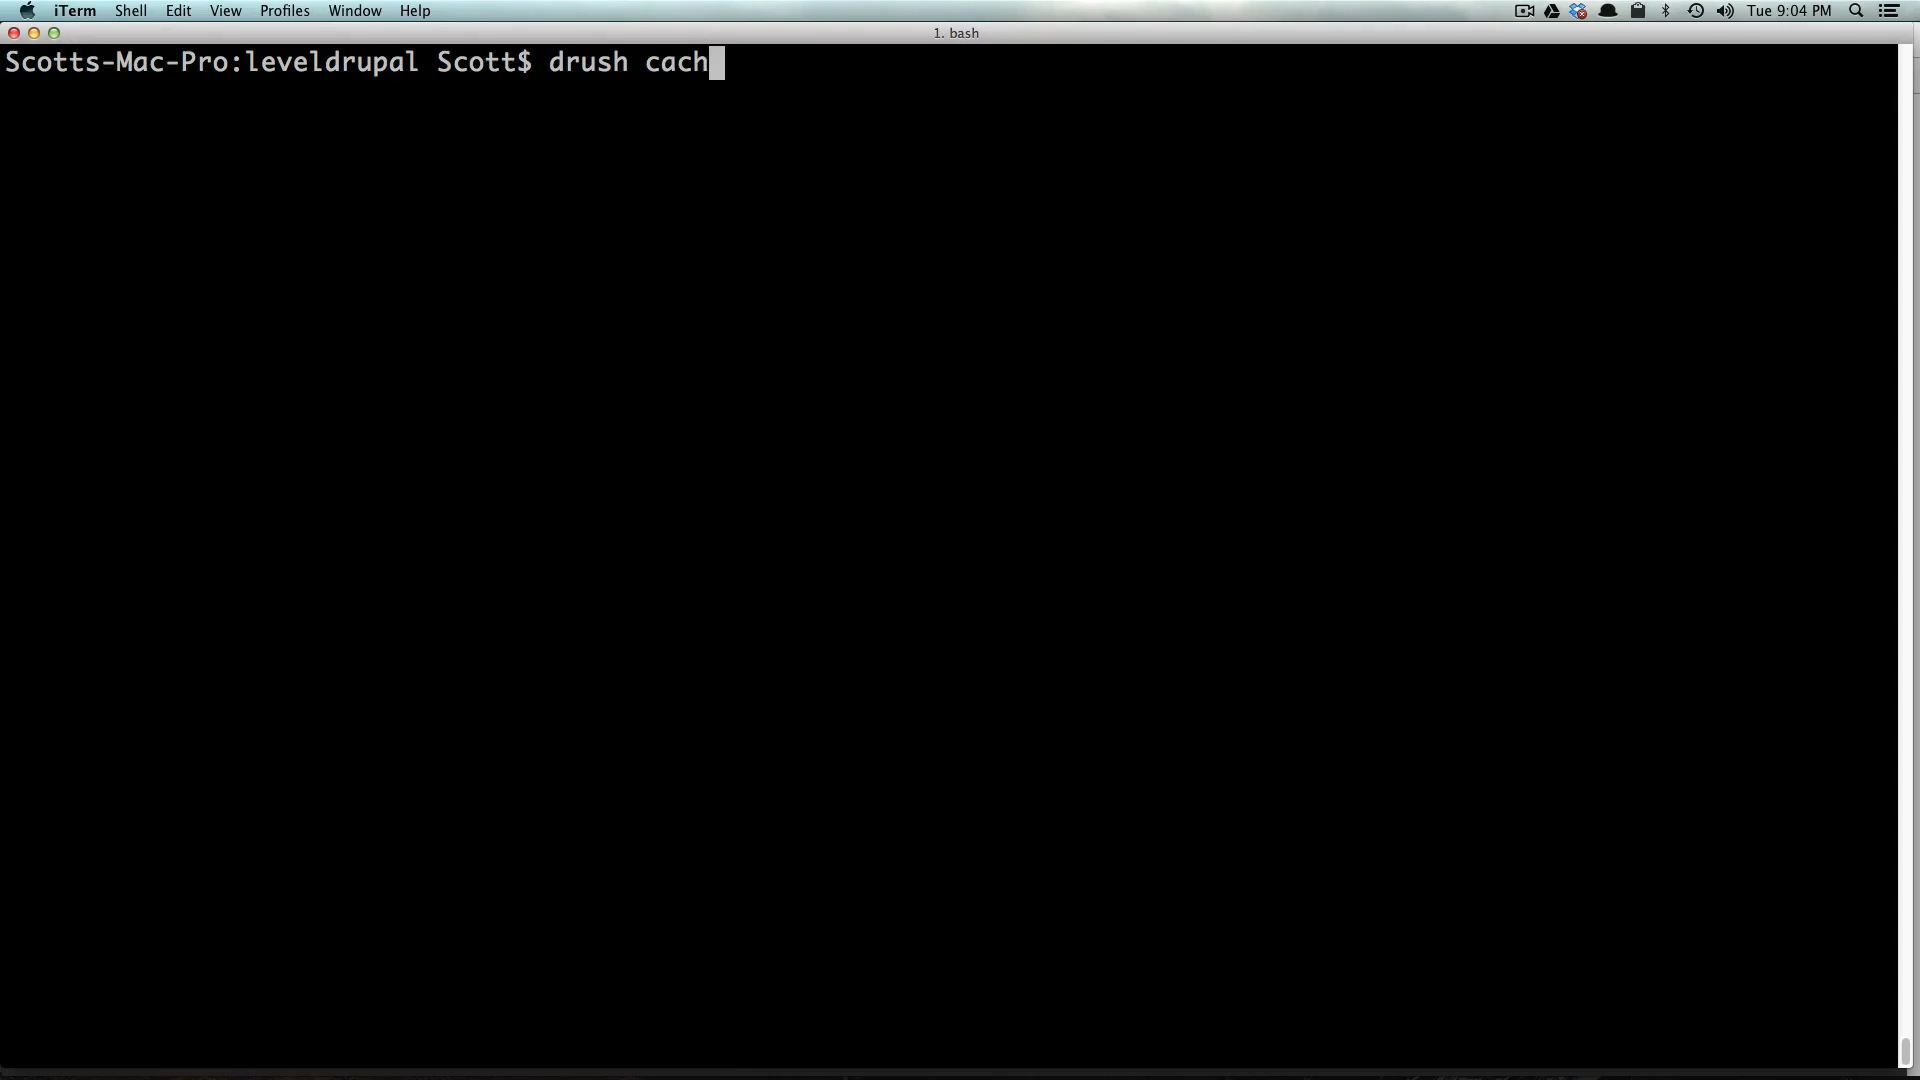 iTerm Shell Edit View Profiles Window Help Tue 9:04 PM
1. bash
Scotts-Mac-Pro:leveldrupal Scott$ drush cach